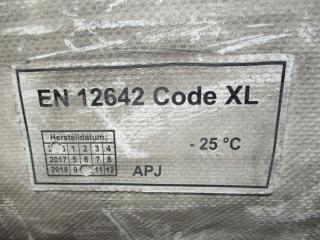 EN 12642 Code XL
Herstelldatum:
1 2 3 4
2017 5 6 7 8
2018 9 11 12
- 25 °C
APJ